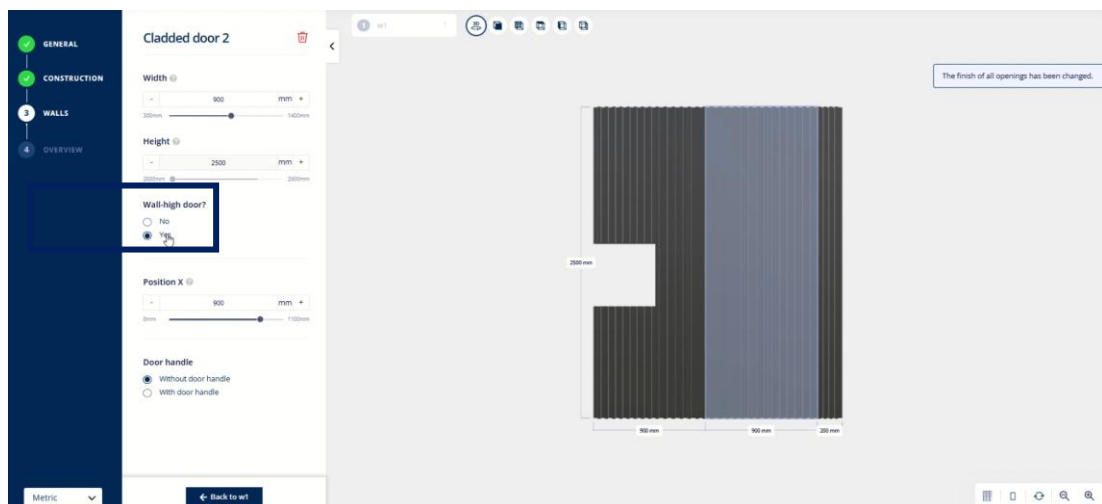 GENERAL
CONSTRUCTION
3 WALLS
4 OVERVIEW
Metric
Cladded door 2
Width
- 900 mm +
300mm 1400mm
Height
- 2500 mm +
2000mm 2600mm
Wall-high door?
No
Yes
Position X
- 900 mm +
0mm 1100mm
Door handle
Without door handle
With door handle
← Back to w1
1 w1
3D
The finish of all openings has been changed.
2500 mm
900 mm 900 mm 200 mm